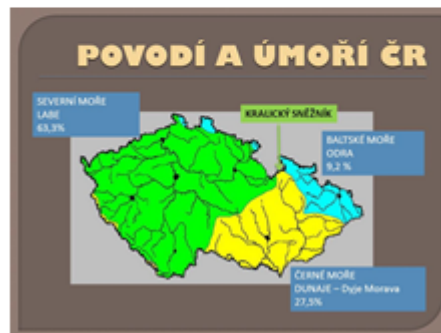 POVODÍ A ÚMOŘÍ ČR
SEVERNÍ MOŘE
LABE
63,3%
KRALICKÝ SNĚŽNÍK
BALTSKÉ MOŘE
ODRA
9,2 %
ČERNÉ MOŘE
DUNAJE – Dyje Morava
27,5%